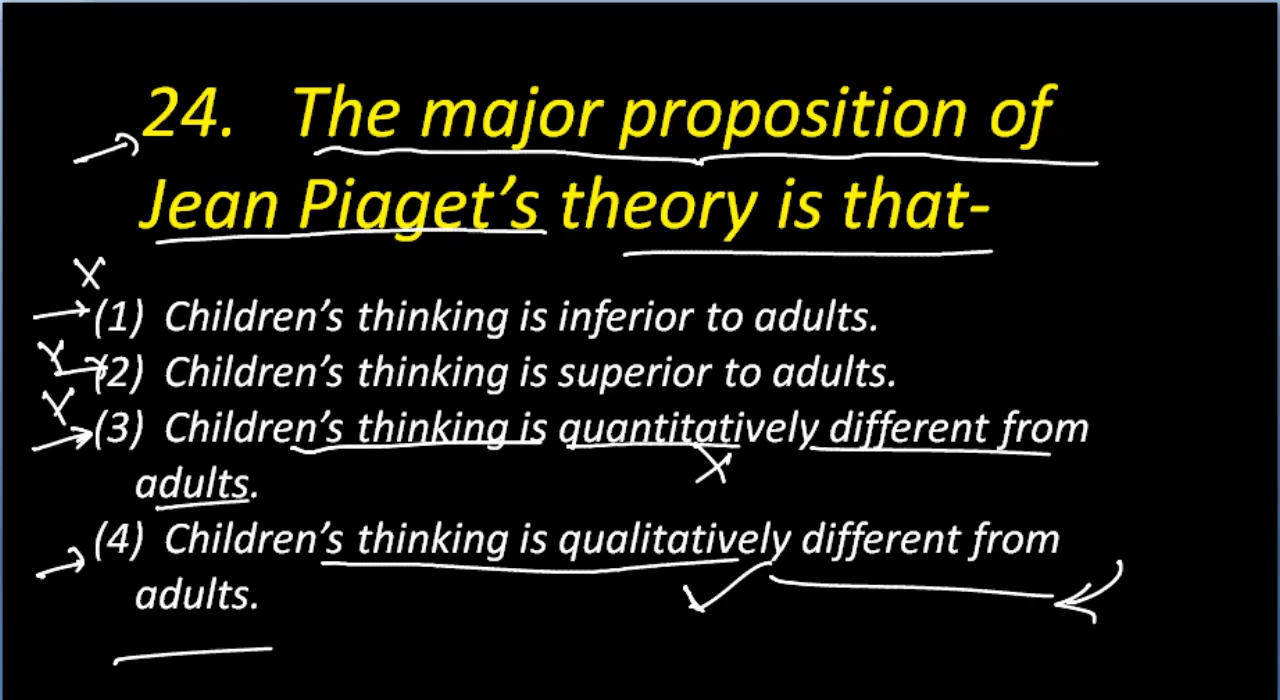 24. The major proposition of
Jean Piaget's theory is that-
(1) Children's thinking is inferior to adults.
(2) Children's thinking is superior to adults.
(3) Children's thinking is quantitatively different from
adults.
(4) Children's thinking is qualitatively different from
adults.